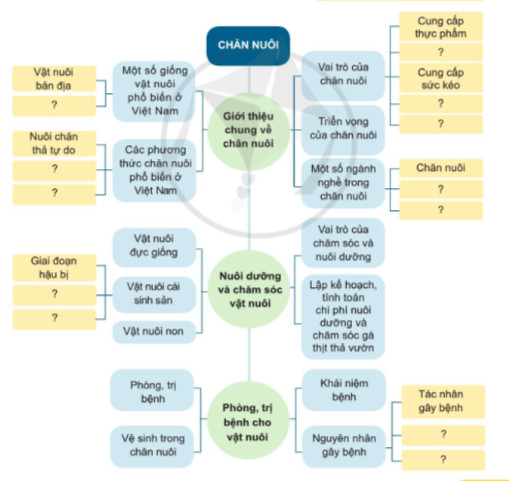 CHĂN NUÔI
Giới thiệu
chung về
chăn nuôi
Vật nuôi
bản địa
?
Một số giống
vật nuôi
phổ biến ở
Việt Nam
Nuôi chăn
thả tự do
?
?
Các phương
thức chăn nuôi
phổ biến ở
Việt Nam
Vai trò của
chăn nuôi
Cung cấp
thực phẩm
?
Cung cấp
sức kéo
?
?
Triển vọng
của chăn nuôi
Một số ngành
nghề trong
chăn nuôi
Chăn nuôi
?
?
Nuôi dưỡng
và chăm sóc
vật nuôi
Vật nuôi
đực giống
Giai đoạn
hậu bị
?
?
Vật nuôi cái
sinh sản
Vật nuôi non
Vai trò của
chăm sóc và
nuôi dưỡng
Lập kế hoạch,
tính toán
chi phí nuôi
dưỡng và
chăm sóc gà
thịt thả vườn
Phòng, trị
bệnh cho
vật nuôi
Phòng, trị
bệnh
Vệ sinh trong
chăn nuôi
Khái niệm
bệnh
Nguyên nhân
gây bệnh
Tác nhân
gây bệnh
?
?